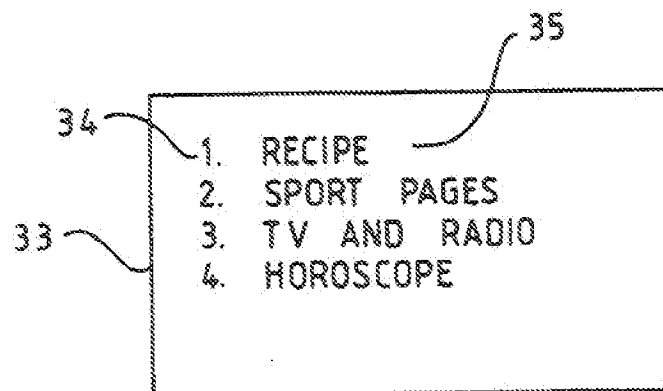 35
34
1. RECIPE
2. SPORT PAGES
33
3. TV AND RADIO
4. HOROSCOPE